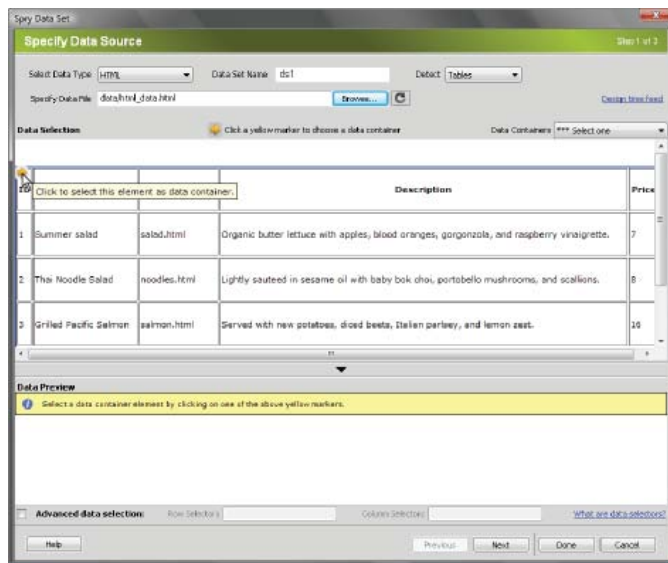 Spry Data Set
Specify Data Source
Step 1 of 3
Select Data Type HTML Data Set Name ds1 Detect Tables
Specify Data File data/html_data.html Browse... Design time feed
Data Selection Click a yellow marker to choose a data container Data Containers *** Select one
Click to select this element as data container.
Description Price
1 Summer salad salad.html Organic butter lettuce with apples, blood oranges, gorgonzola, and raspberry vinaigrette. 7
2 Thai Noodle Salad noodles.html Lightly sauteed in sesame oil with baby bok choi, portobello mushrooms, and scallions. 8
3 Grilled Pacific Salmon salmon.html Served with new potatoes, diced beets, Italian parlsey, and lemon zest. 16
Data Preview
Select a data container element by clicking on one of the above yellow markers.
Advanced data selection: Row Selectors Column Selectors What are data selectors?
Help Previous Next Done Cancel